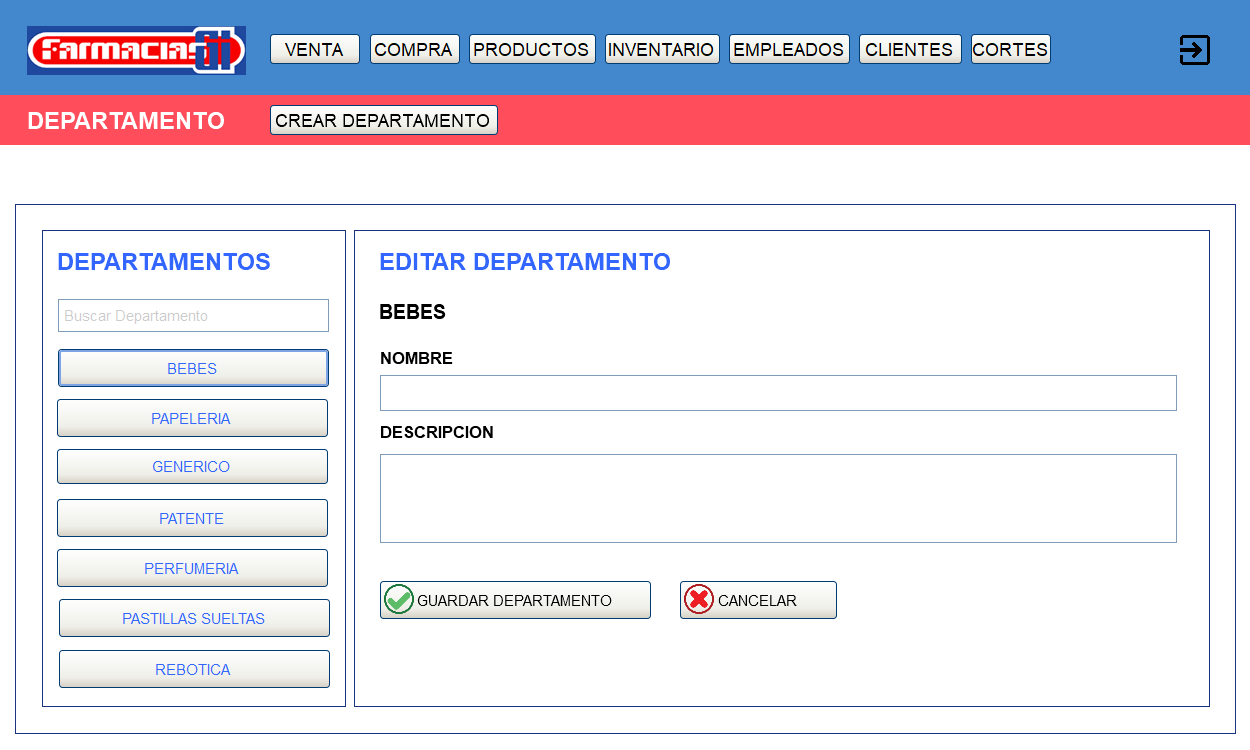 Farmacias GI
VENTA COMPRA PRODUCTOS INVENTARIO EMPLEADOS CLIENTES CORTES
DEPARTAMENTO CREAR DEPARTAMENTO
DEPARTAMENTOS
Buscar Departamento
BEBES
PAPELERIA
GENERICO
PATENTE
PERFUMERIA
PASTILLAS SUELTAS
REBOTICA
EDITAR DEPARTAMENTO
BEBES
NOMBRE
DESCRIPCION
GUARDAR DEPARTAMENTO CANCELAR